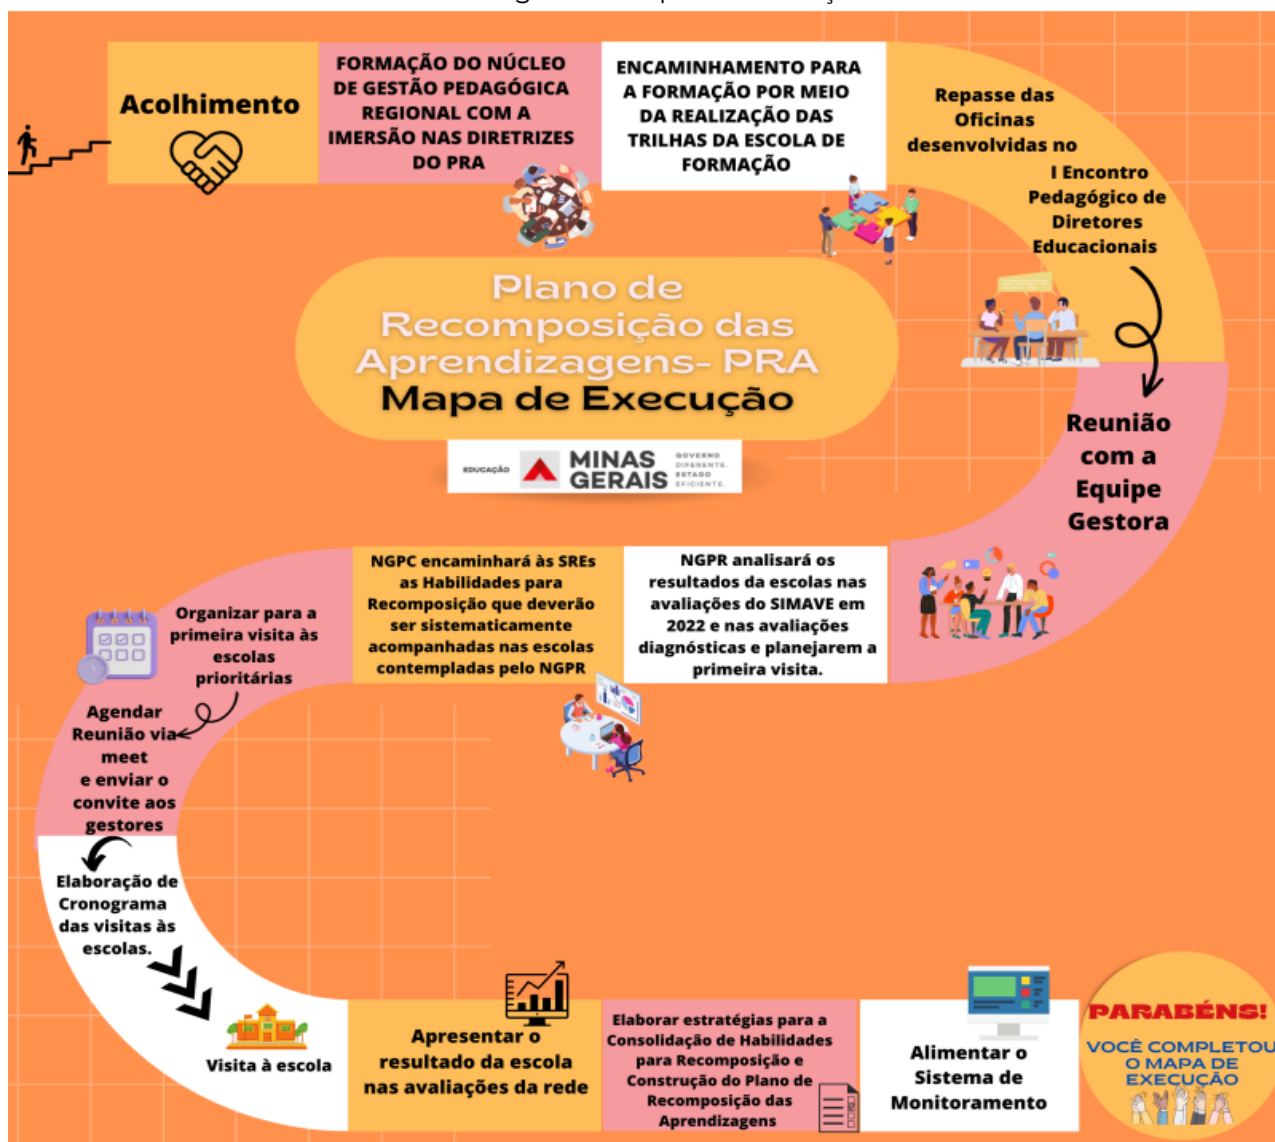 Acolhimento
FORMAÇÃO DO NÚCLEO
DE GESTÃO PEDAGÓGICA
REGIONAL COM A
IMERSÃO NAS DIRETRIZES
DO PRA
ENCAMINHAMENTO PARA
A FORMAÇÃO POR MEIO
DA REALIZAÇÃO DAS
TRILHAS DA ESCOLA DE
FORMAÇÃO
Repasse das
Oficinas
desenvolvidas no
I Encontro
Pedagógico de
Diretores
Educacionais
Plano de
Recomposição das
Aprendizagens- PRA
Mapa de Execução
EDUCAÇÃO
MINAS
GERAIS
GOVERNO
DIFERENTE.
ESTADO
EFICIENTE.
Reunião
com a
Equipe
Gestora
NGPR analisará os
resultados da escolas nas
avaliações do SIMAVE em
2022 e nas avaliações
diagnósticas e planejarem a
primeira visita.
NGPC encaminhará às SREs
as Habilidades para
Recomposição que deverão
ser sistematicamente
acompanhadas nas escolas
contempladas pelo NGPR
Organizar para a
primeira visita às
escolas
prioritárias
Agendar
Reunião via
meet
e enviar o
convite aos
gestores
Elaboração de
Cronograma
das visitas às
escolas.
Visita à escola
Apresentar o
resultado da escola
nas avaliações da rede
Elaborar estratégias para a
Consolidação de Habilidades
para Recomposição e
Construção do Plano de
Recomposição das
Aprendizagens
Alimentar o
Sistema de
Monitoramento
PARABÉNS!
VOCÊ COMPLETOU
O MAPA DE
EXECUÇÃO